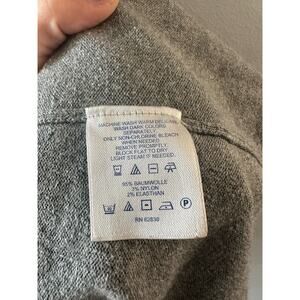 MACHINE WASH WARM DELICATE
WASH DARK COLORS
SEPARATELY.
ONLY NON-CHLORINE BLEACH
WHEN NEEDED
REMOVE PROMPTLY.
BLOCK FLAT TO DRY
LIGHT STEAM IF NEEDED.
95% BAUMWOLLE
3% NYLON
2% ELASTHAN
P
RN 62830